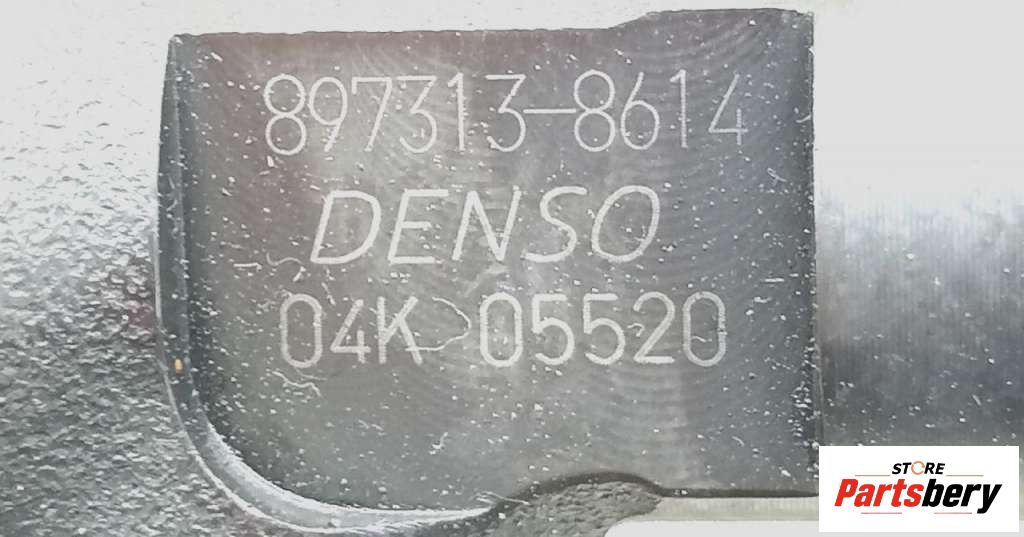 897313-8614
DENSO
04K 05520
STORE
Partsbery